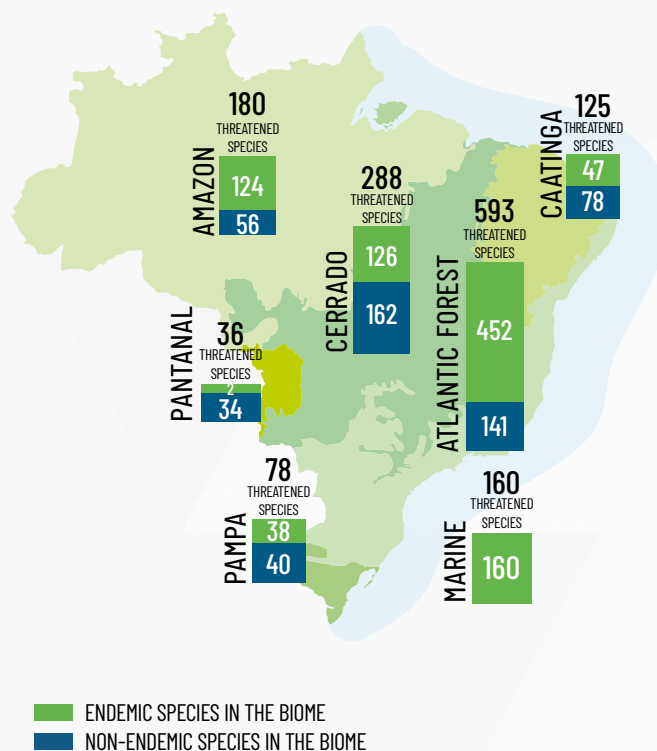 180
THREATENED
SPECIES
AMAZON
124
56
125
THREATENED
SPECIES
CAATINGA
47
78
288
THREATENED
SPECIES
CERRADO
126
162
593
THREATENED
SPECIES
ATLANTIC FOREST
452
141
36
THREATENED
SPECIES
PANTANAL
2
34
78
THREATENED
SPECIES
PAMPA
38
40
160
THREATENED
SPECIES
MARINE
160
ENDEMIC SPECIES IN THE BIOME
NON-ENDEMIC SPECIES IN THE BIOME